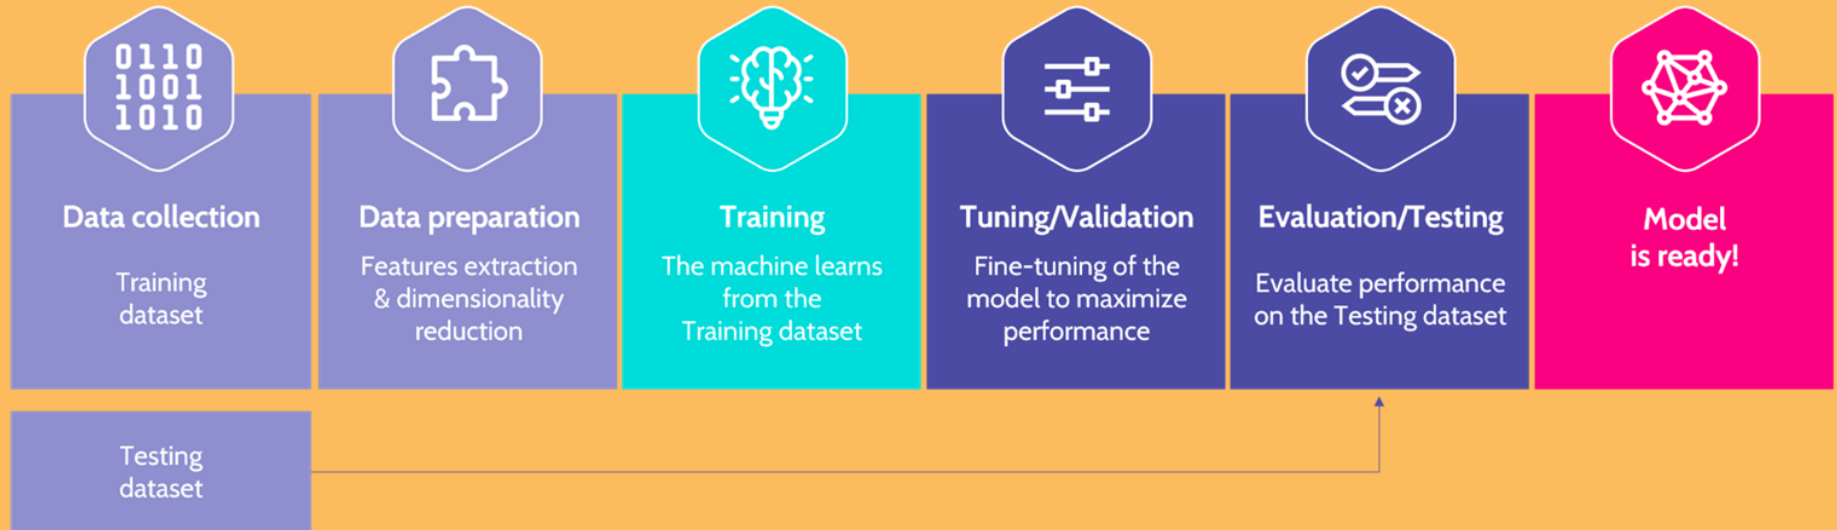 0110
1001
1010
Data collection
Training
dataset
Data preparation
Features extraction
& dimensionality
reduction
Training
The machine learns
from the
Training dataset
Tuning/Validation
Fine-tuning of the
model to maximize
performance
Evaluation/Testing
Evaluate performance
on the Testing dataset
Model
is ready!
Testing
dataset